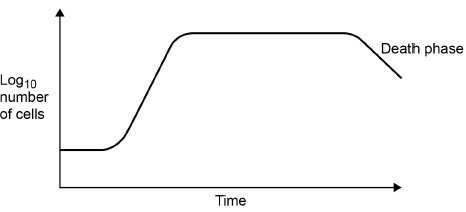 Death phase
Log10
number
of cells
Time